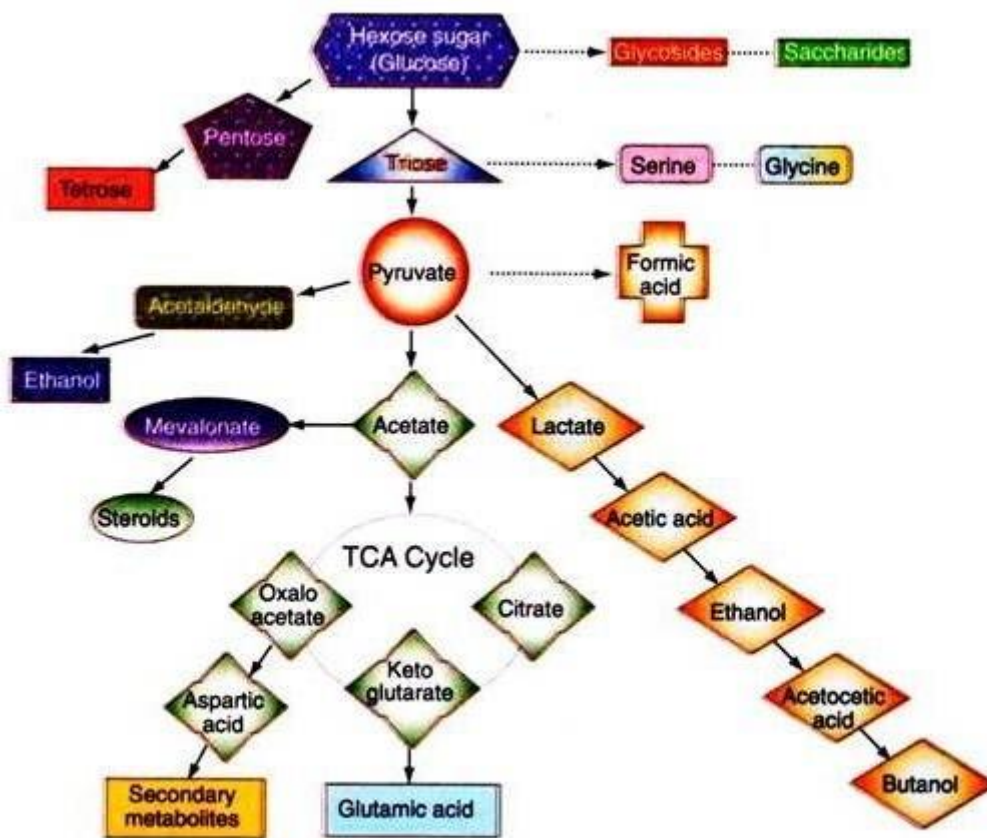 Hexose sugar
(Glucose)
Glycosides
Saccharides
Pentose
Triose
Serine
Glycine
Tetrose
Pyruvate
Formic
acid
Acetaldehyde
Ethanol
Mevalonate
Acetate
Lactate
Steroids
Acetic acid
TCA Cycle
Oxalo
acetate
Citrate
Ethanol
Keto
glutarate
Aspartic
acid
Acetocetic
acid
Secondary
metabolites
Glutamic acid
Butanol